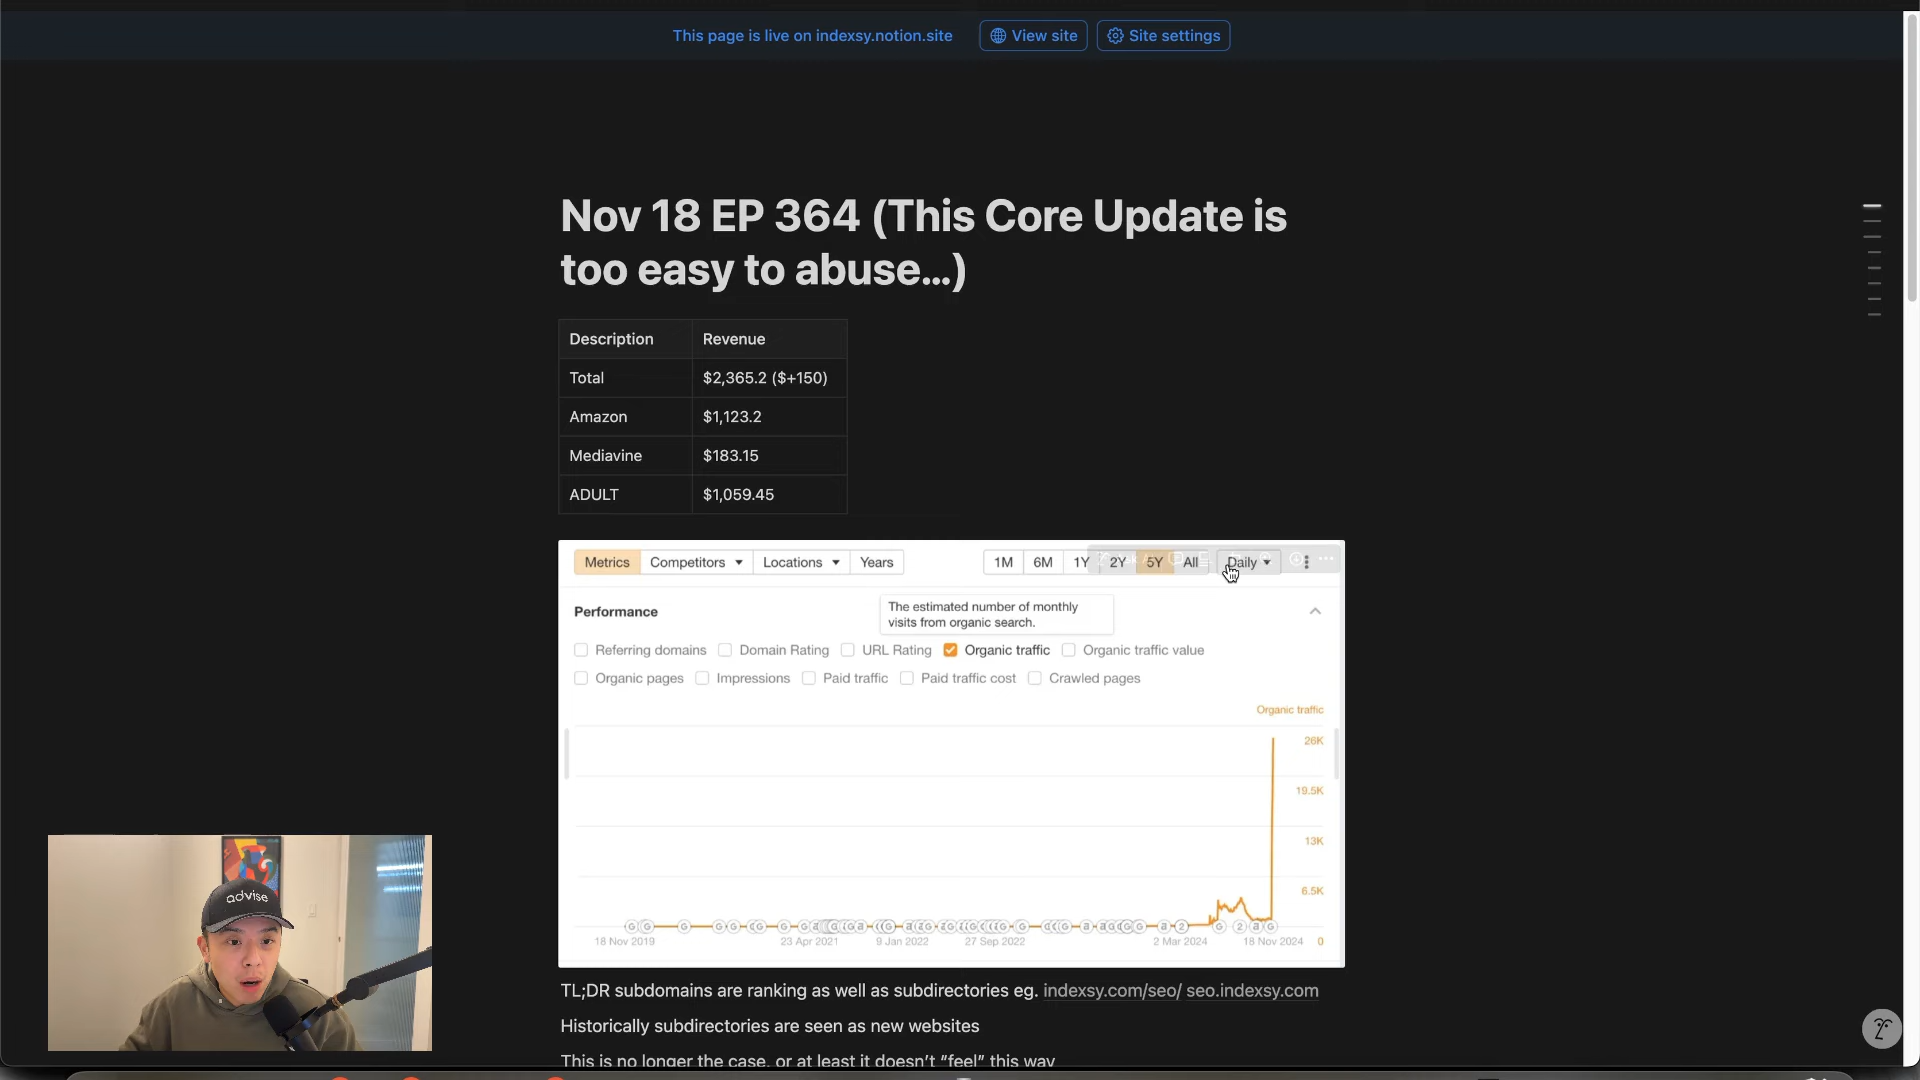 This page is live on indexsy.notion.site
View site
Site settings
Nov 18 EP 364 (This Core Update is
too easy to abuse...)
Description Revenue
Total $2,365.2 ($+150)
Amazon $1,123.2
Mediavine $183.15
ADULT $1,059.45
Metrics Competitors Locations Years 1M 6M 1Y 2Y 5Y All Daily
Performance
The estimated number of monthly
visits from organic search.
Referring domains Domain Rating URL Rating Organic traffic Organic traffic value
Organic pages Impressions Paid traffic Paid traffic cost Crawled pages
Organic traffic
26K
19.5K
13K
6.5K
18 Nov 2019 23 Apr 2021 9 Jan 2022 27 Sep 2022 2 Mar 2024 18 Nov 2024 0
advise
TL;DR subdomains are ranking as well as subdirectories eg. indexsy.com/seo/ seo.indexsy.com
Historically subdirectories are seen as new websites
This is no longer the case, or at least it doesn't "feel" this way